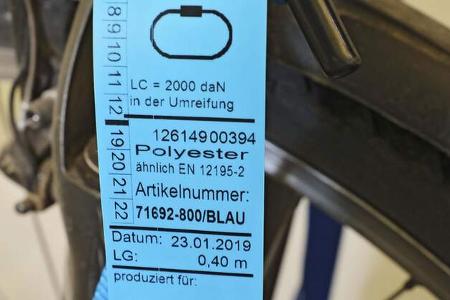 8
9
10
11
12
19
20
21
22
LC = 2000 daN
in der Umreifung
12614900394
Polyester
ähnlich EN 12195-2
Artikelnummer:
71692-800/BLAU
Datum: 23.01.2019
LG: 0,40 m
produziert für: